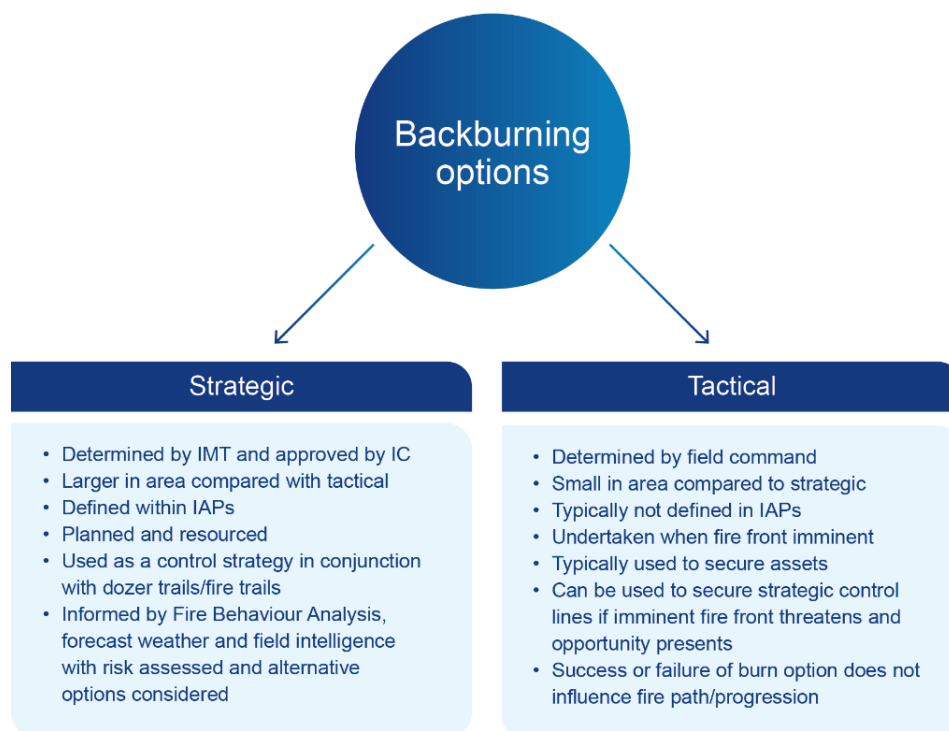 Backburning
options
Strategic
• Determined by IMT and approved by IC
• Larger in area compared with tactical
• Defined within IAPs
• Planned and resourced
• Used as a control strategy in conjunction
with dozer trails/fire trails
• Informed by Fire Behaviour Analysis,
forecast weather and field intelligence
with risk assessed and alternative
options considered
Tactical
• Determined by field command
• Small in area compared to strategic
• Typically not defined in IAPs
• Undertaken when fire front imminent
• Typically used to secure assets
• Can be used to secure strategic control
lines if imminent fire front threatens and
opportunity presents
• Success or failure of burn option does not
influence fire path/progression